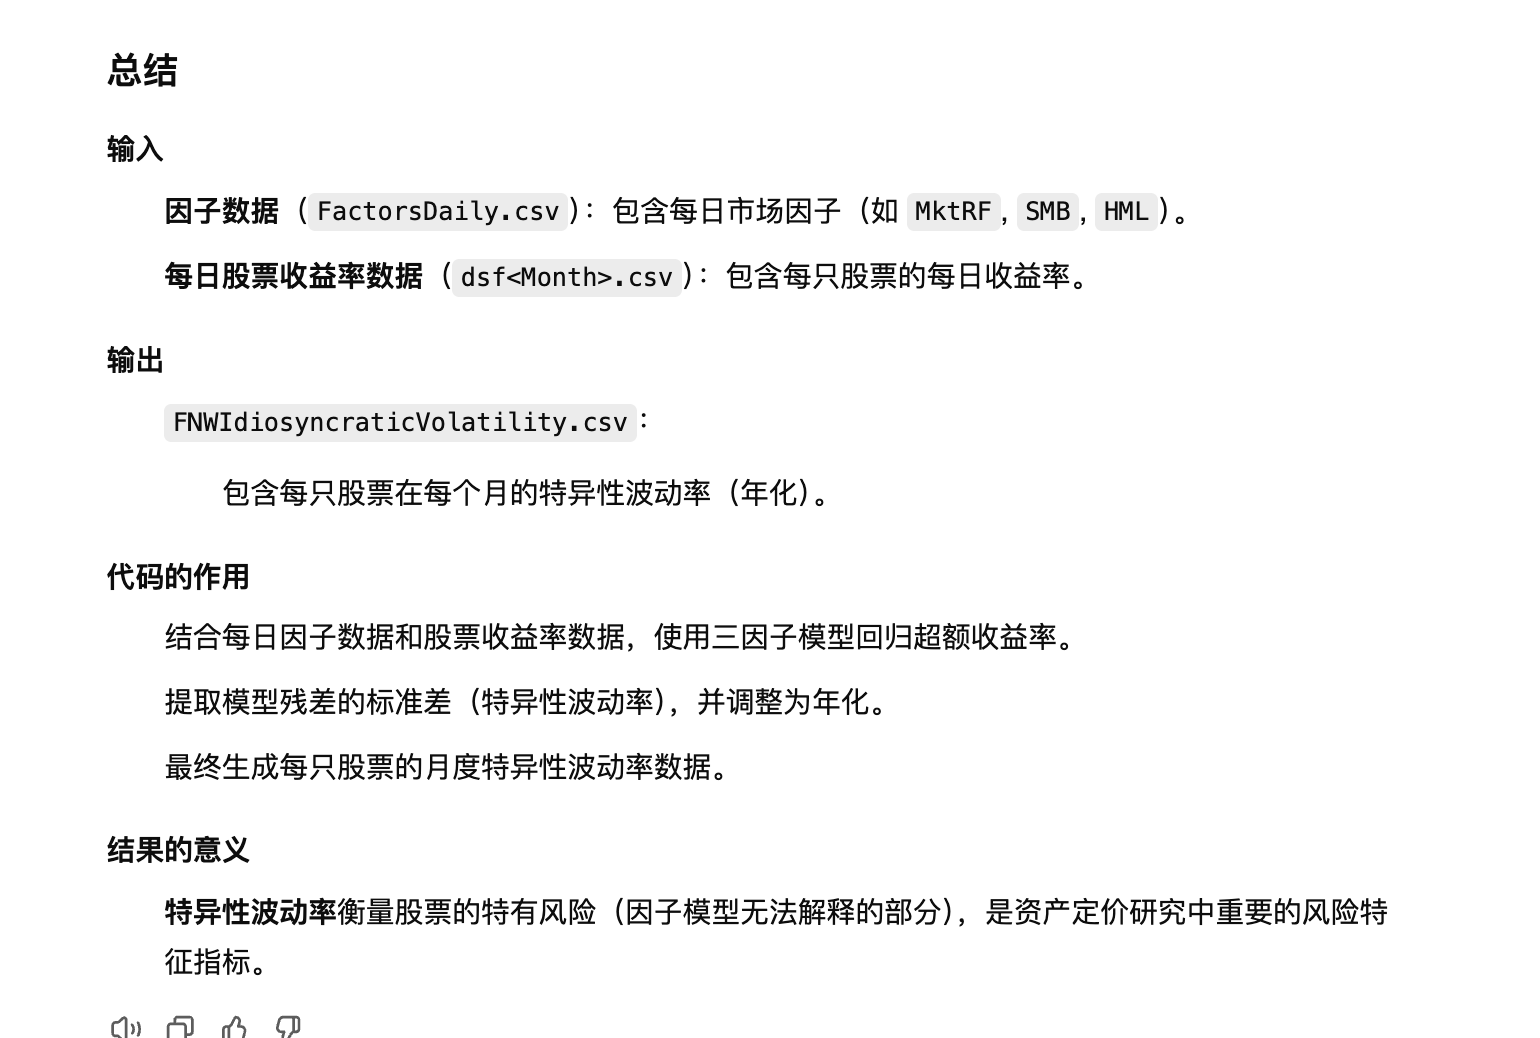 总结
输入
因子数据（FactorsDaily.csv）：包含每日市场因子（如 MktRF, SMB, HML）。
每日股票收益率数据（dsf<Month>.csv）：包含每只股票的每日收益率。
输出
FNWIdiosyncraticVolatility.csv：
包含每只股票在每个月的特异性波动率（年化）。
代码的作用
结合每日因子数据和股票收益率数据，使用三因子模型回归超额收益率。
提取模型残差的标准差（特异性波动率），并调整为年化。
最终生成每只股票的月度特异性波动率数据。
结果的意义
特异性波动率衡量股票的特有风险（因子模型无法解释的部分），是资产定价研究中重要的风险特
征指标。